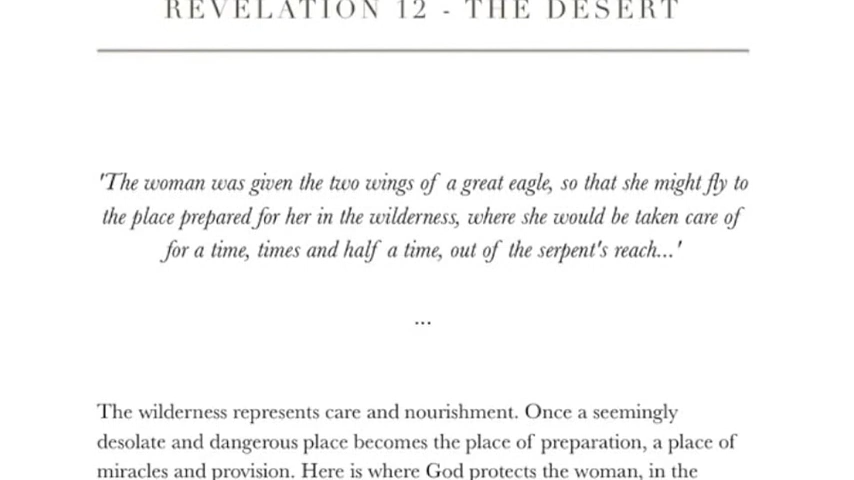 REVELATION 12 - THE DESERT
'The woman was given the two wings of a great eagle, so that she might fly to
the place prepared for her in the wilderness, where she would be taken care of
for a time, times and half a time, out of the serpent's reach...'
...
The wilderness represents care and nourishment. Once a seemingly
desolate and dangerous place becomes the place of preparation, a place of
miracles and provision. Here is where God protects the woman, in the